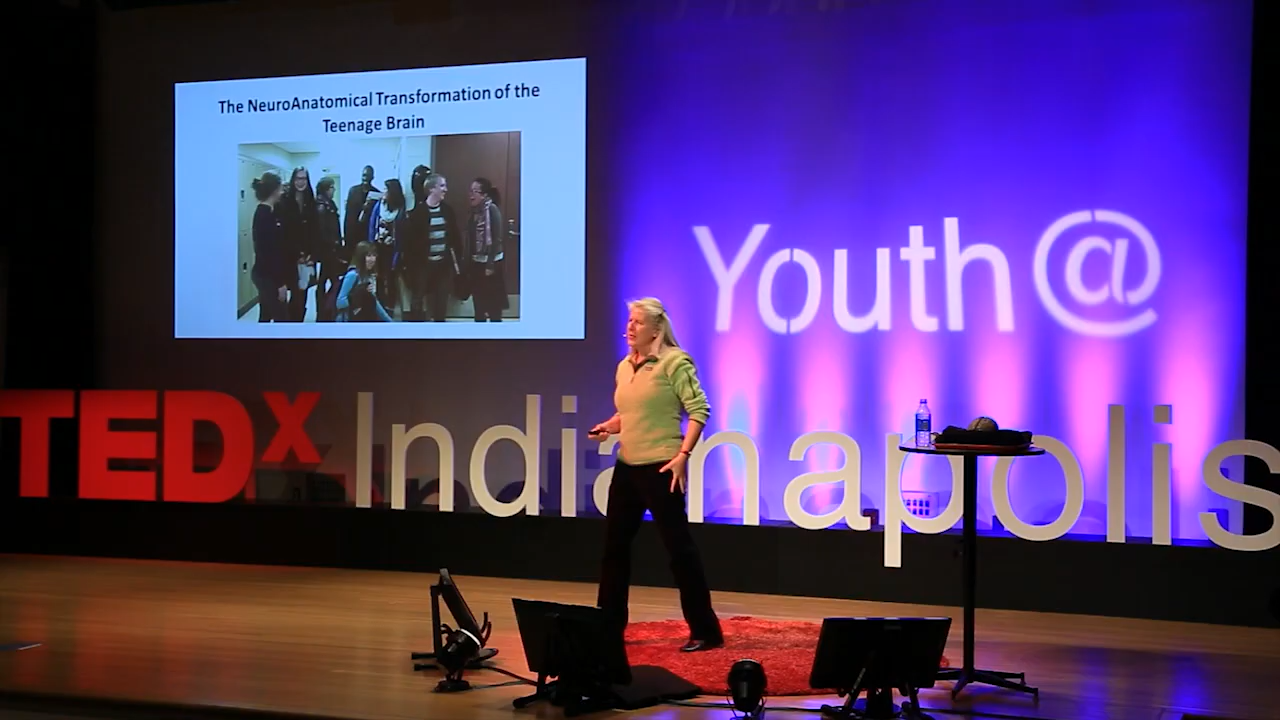 The NeuroAnatomical Transformation of the
Teenage Brain
Youth@
TEDx Indianapolis